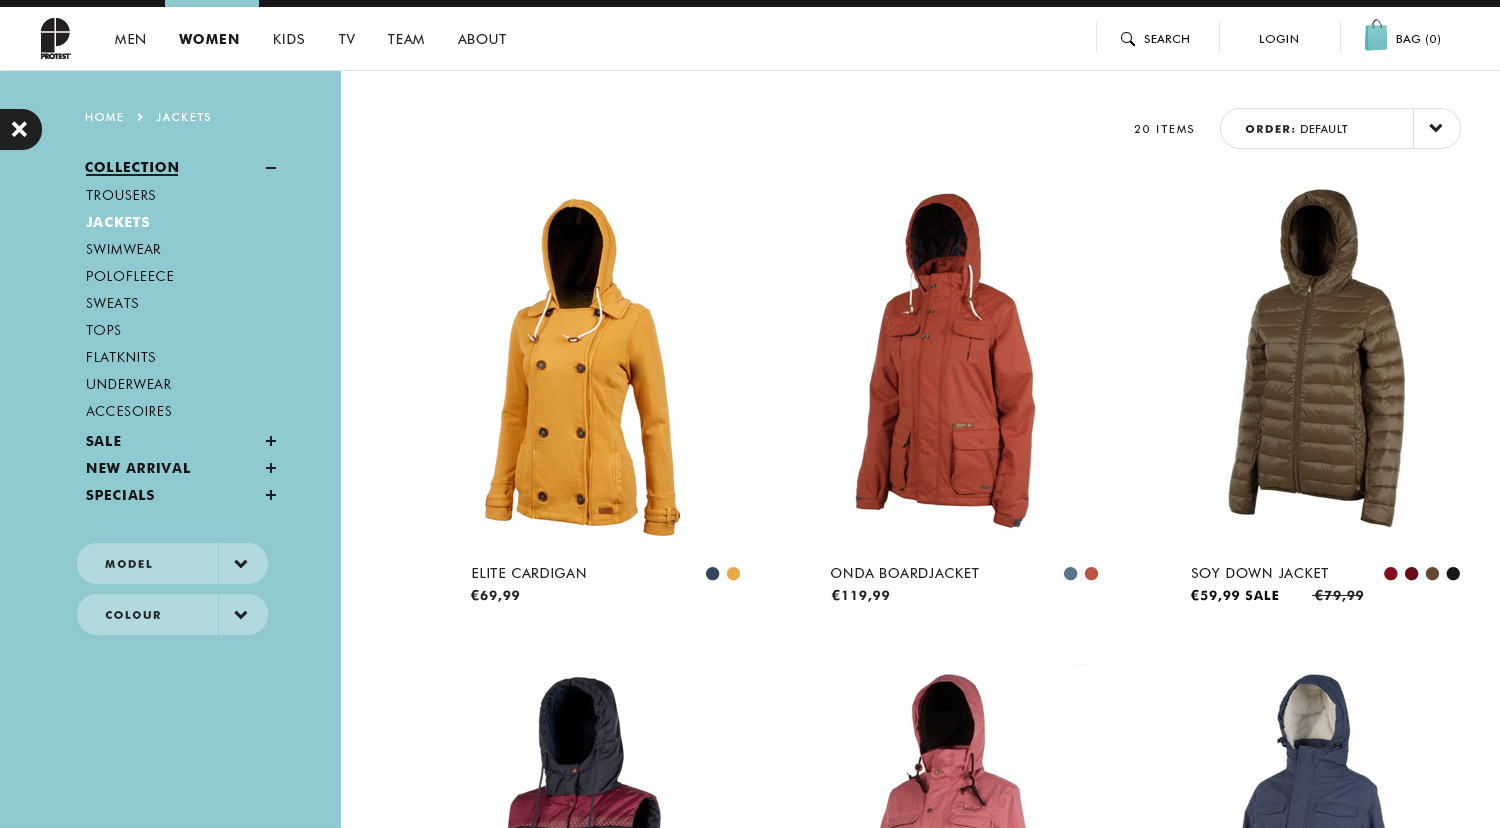 PROTEST
MEN WOMEN KIDS TV TEAM ABOUT
SEARCH LOGIN BAG (0)
HOME > JACKETS
20 ITEMS
ORDER: DEFAULT
COLLECTION –
TROUSERS
JACKETS
SWIMWEAR
POLOFLEECE
SWEATS
TOPS
FLATKNITS
UNDERWEAR
ACCESOIRES
SALE +
NEW ARRIVAL +
SPECIALS +
MODEL
COLOUR
ELITE CARDIGAN
€69,99
ONDA BOARDJACKET
€119,99
SOY DOWN JACKET
€59,99 SALE €79,99